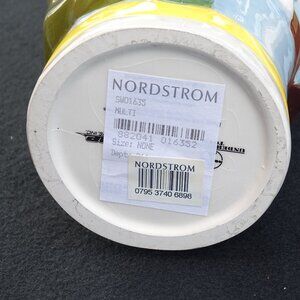 NORDSTROM
SW01635
MULTI
882041 016352
Size: NONE
Dept:
NORDSTROM
0795 3740 6898